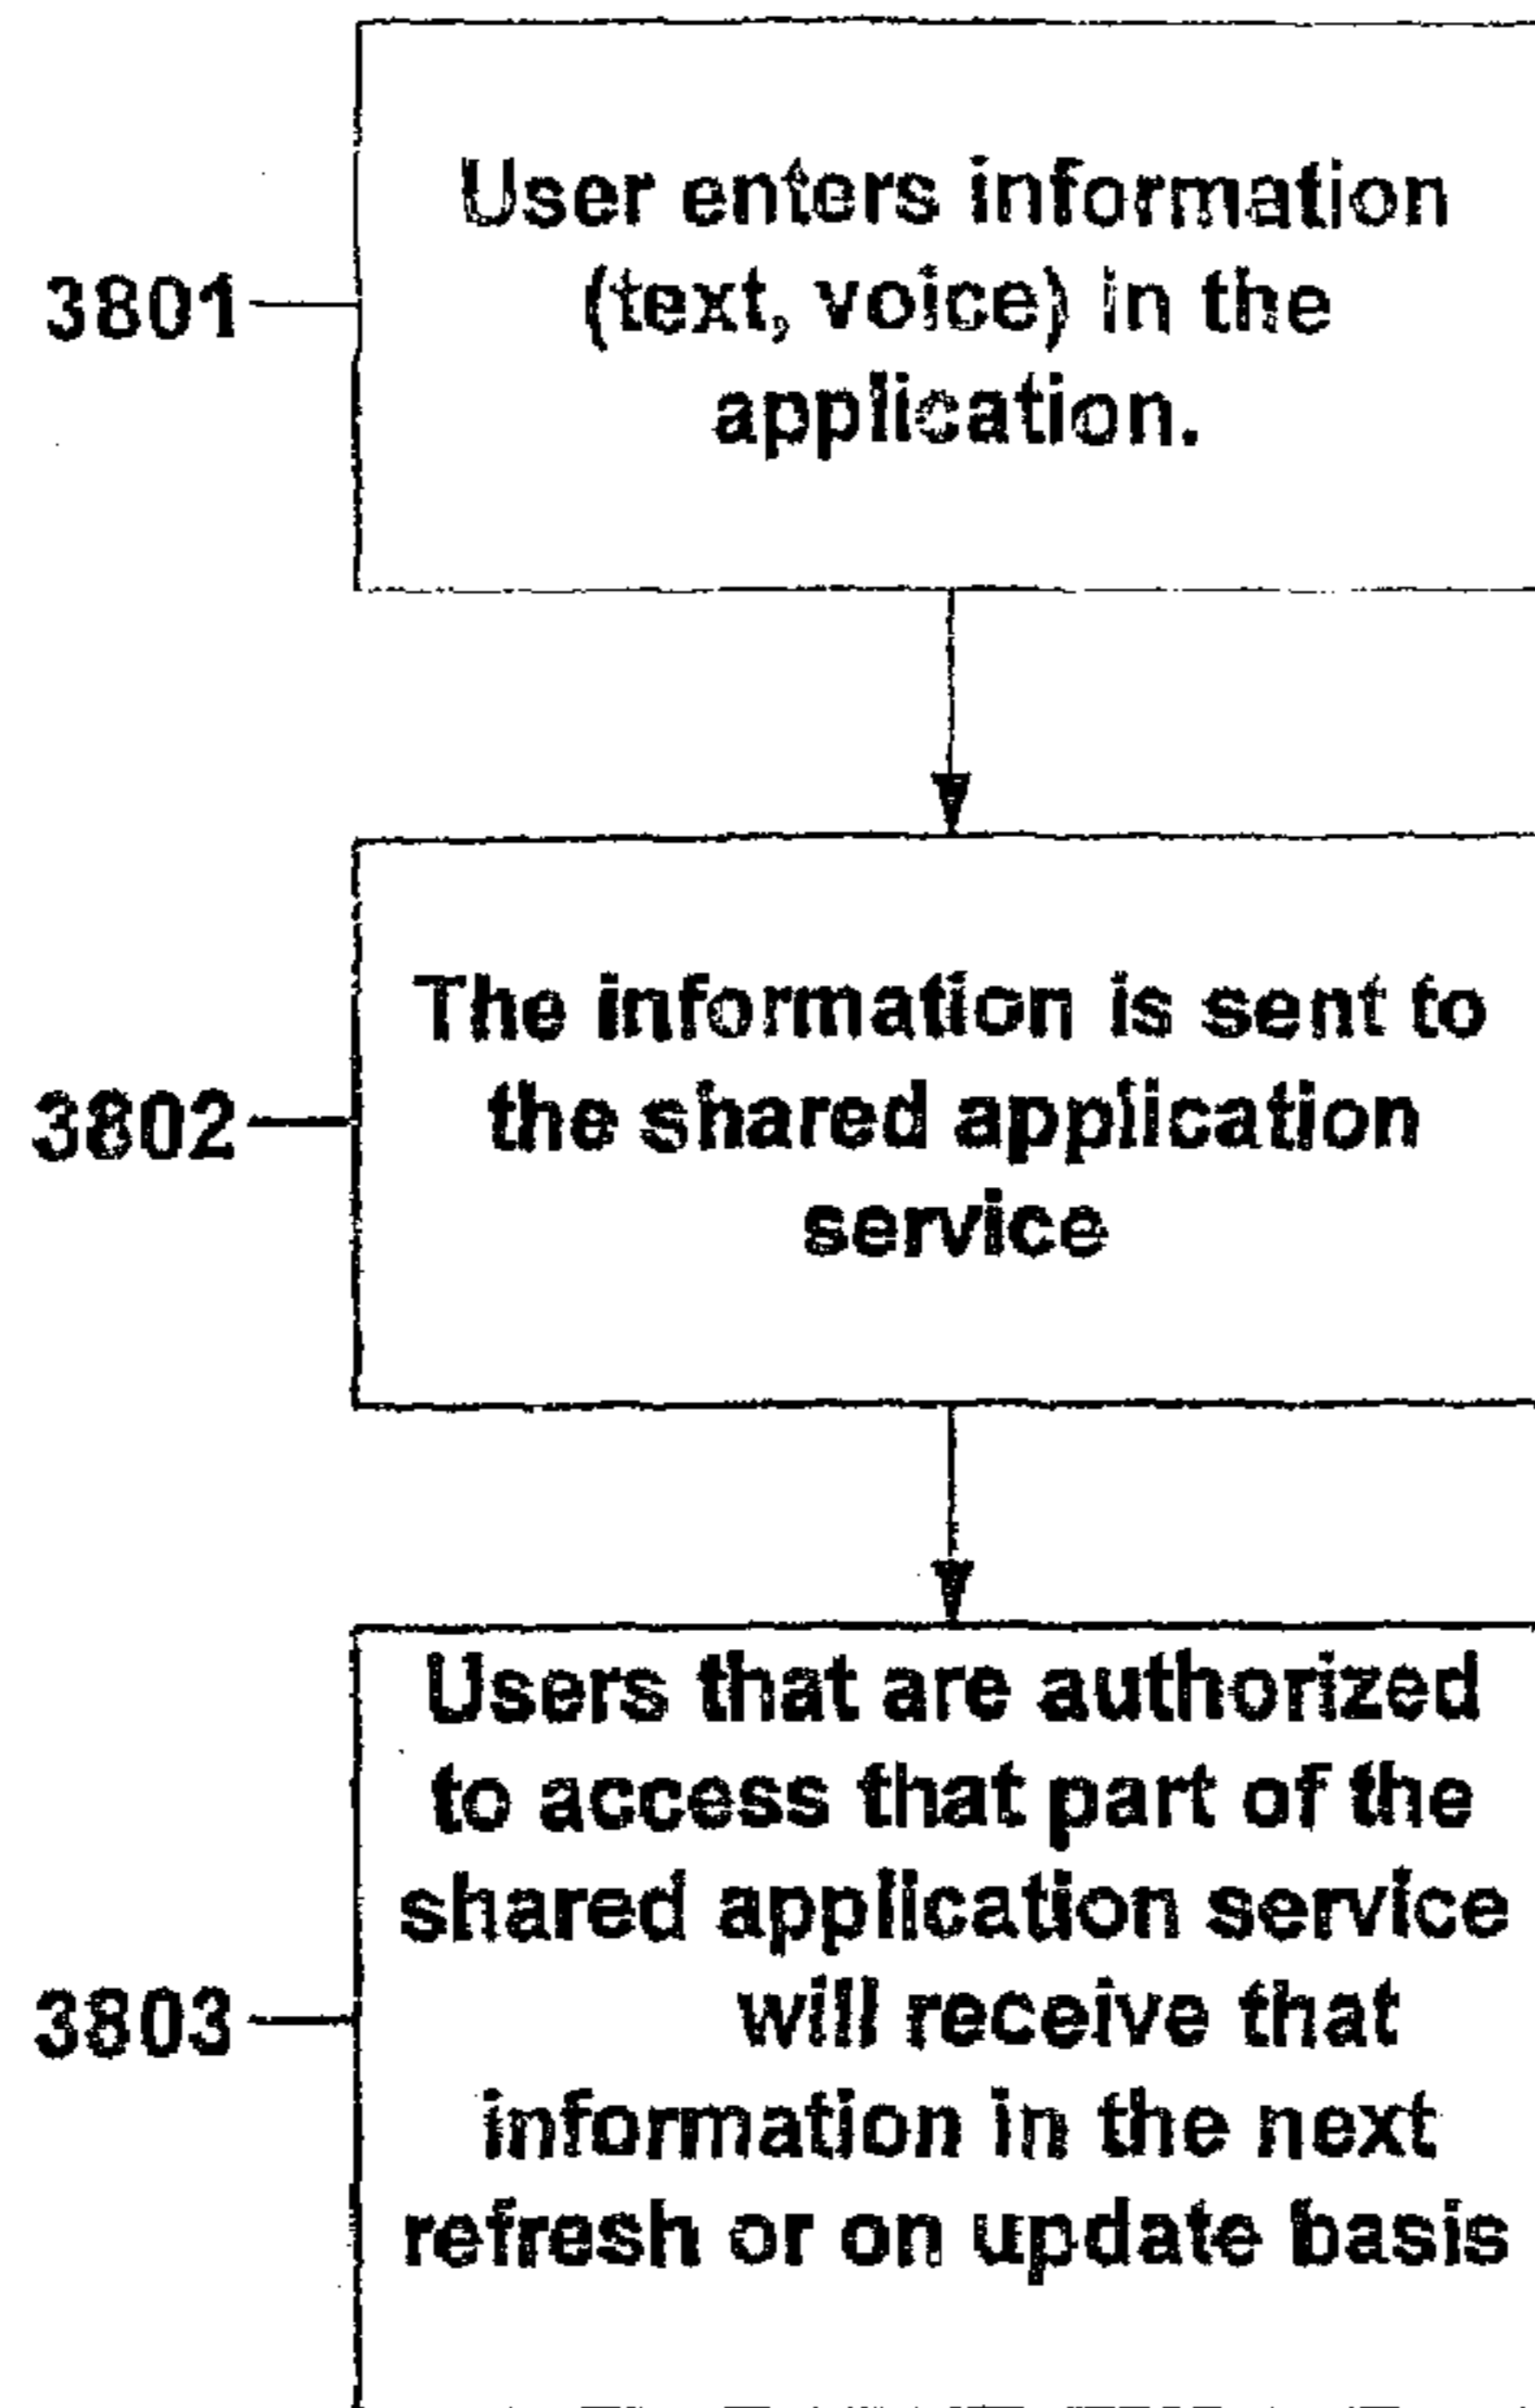 User enters information
3801 (text, voice) in the
application.
The information is sent to
3802 the shared application
service
Users that are authorized
to access that part of the
shared application service
3803 will receive that
information in the next
refresh or on update basis